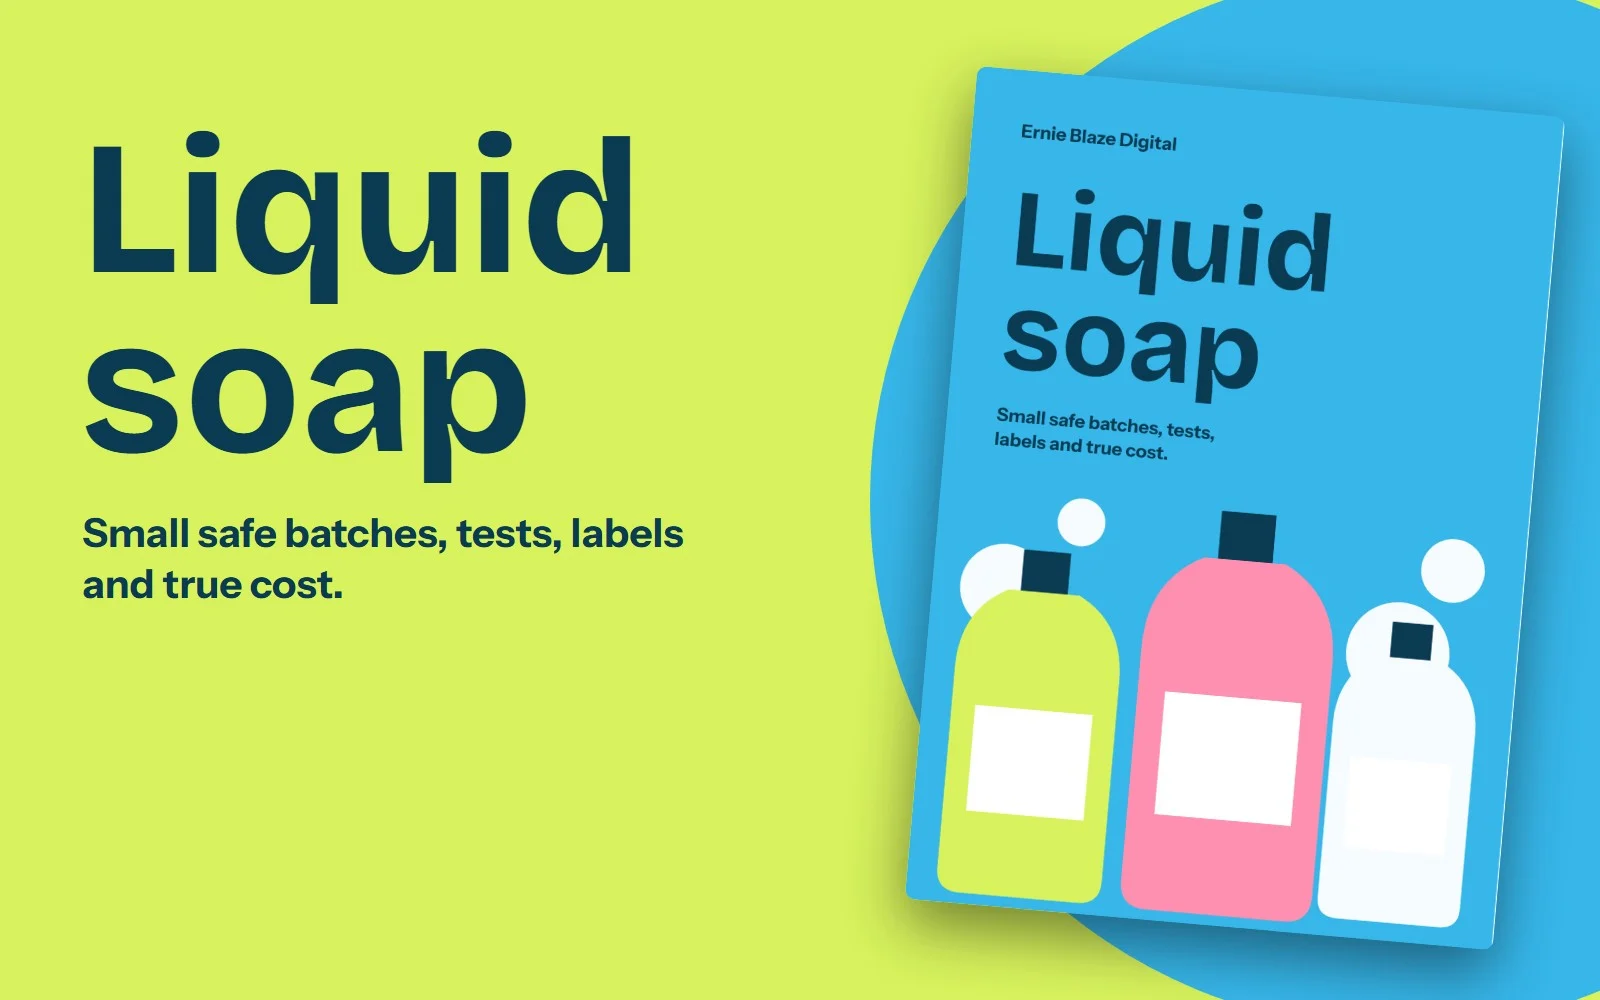 Liquid
soap
Small safe batches, tests, labels
and true cost.
Ernie Blaze Digital
Liquid
soap
Small safe batches, tests,
labels and true cost.